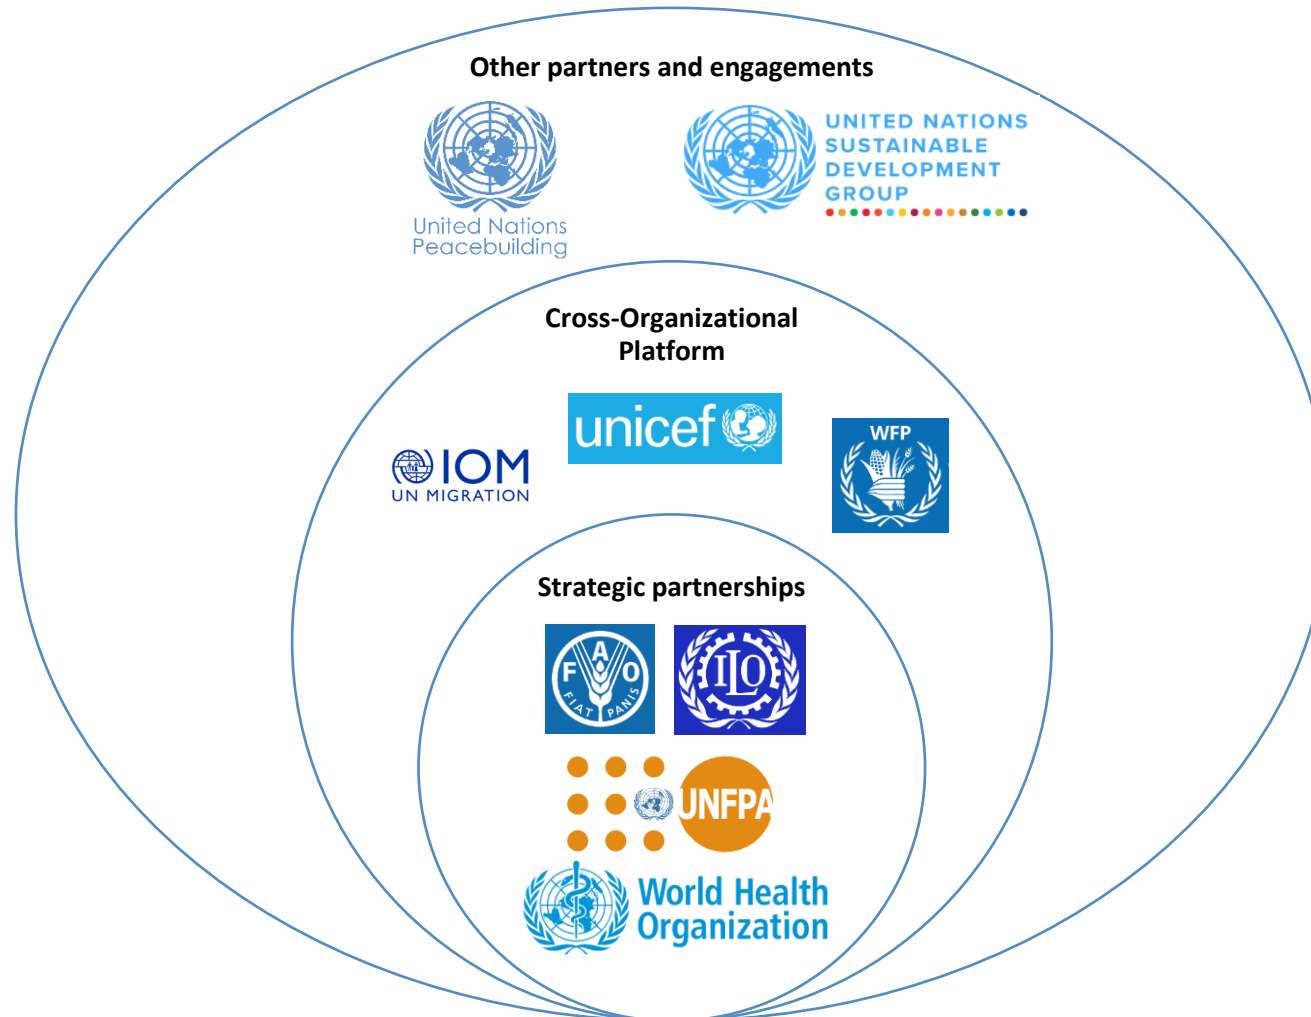 Other partners and engagements
United Nations
Peacebuilding
UNITED NATIONS
SUSTAINABLE
DEVELOPMENT
GROUP
Cross-Organizational
Platform
IOM
UN MIGRATION
unicef
WFP
Strategic partnerships
F A O
FIAT PANIS
ILO
UNFPA
World Health
Organization